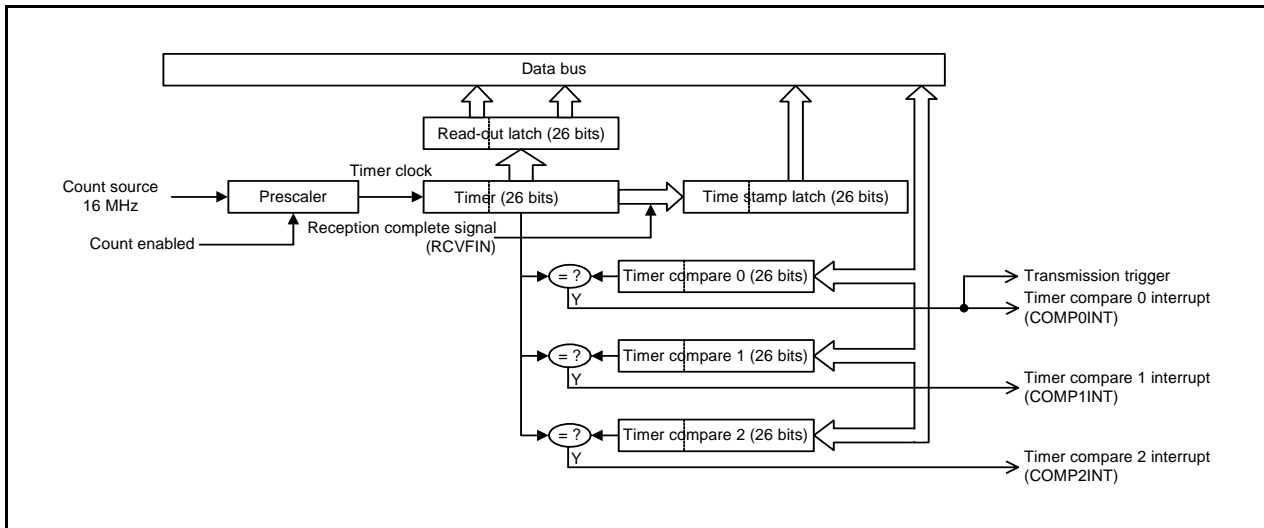 Data bus
Read-out latch (26 bits)
Timer clock
Count source
16 MHz
Prescaler
Timer (26 bits)
Time stamp latch (26 bits)
Reception complete signal
(RCVFIN)
Count enabled
= ?
Timer compare 0 (26 bits)
Y
Transmission trigger
Timer compare 0 interrupt
(COMP0INT)
= ?
Timer compare 1 (26 bits)
Y
Timer compare 1 interrupt
(COMP1INT)
= ?
Timer compare 2 (26 bits)
Y
Timer compare 2 interrupt
(COMP2INT)